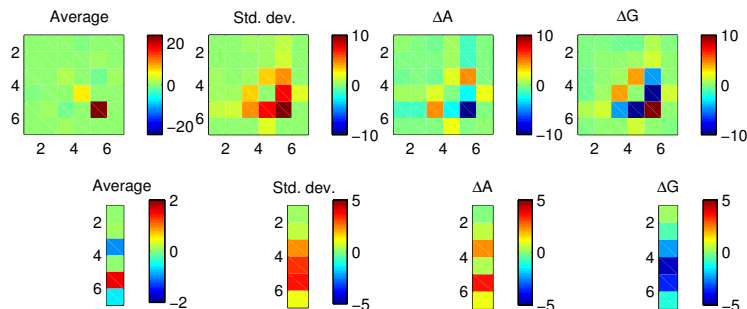 Average Std. dev. ΔA ΔG
20 10 10 10
2 2 2 2
4 0 4 0 4 0 4 0
6 6 6 6
−20 −10 −10 −10
2 4 6 2 4 6 2 4 6 2 4 6
Average Std. dev. ΔA ΔG
2 5 5 5
2 2 2 2
1
4 0 4 0 4 0 4 0
−1
6 6 6 6
−2 −5 −5 −5